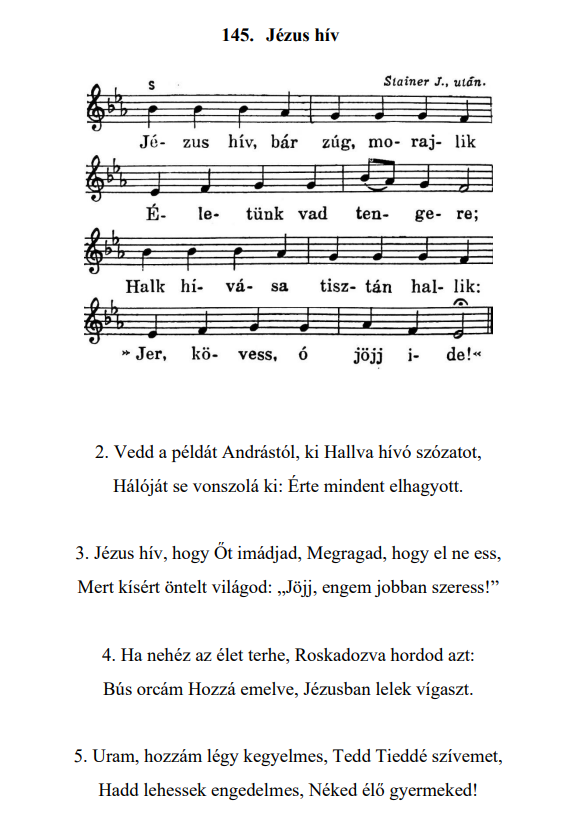 145. Jézus hív
s
Stainer J., után.
Jé- zus hív, bár zúg, mo- raj- lik
É- le- tünk vad ten- ge- re;
Halk hí- vá- sa tisz- tán hal- lik:
» Jer, kö- vess, ó jöjj i- de!«
2. Vedd a példát Andrástól, ki Hallva hívó szózatot,
Hálóját se vonszolá ki: Érte mindent elhagyott.
3. Jézus hív, hogy Őt imádjad, Megragad, hogy el ne ess,
Mert kísért öntelt világod: „Jöjj, engem jobban szeress!”
4. Ha nehéz az élet terhe, Roskadozva hordod azt:
Bús orcám Hozzá emelve, Jézusban lelek vígaszt.
5. Uram, hozzám légy kegyelmes, Tedd Tieddé szívemet,
Hadd lehessek engedelmes, Néked élő gyermeked!